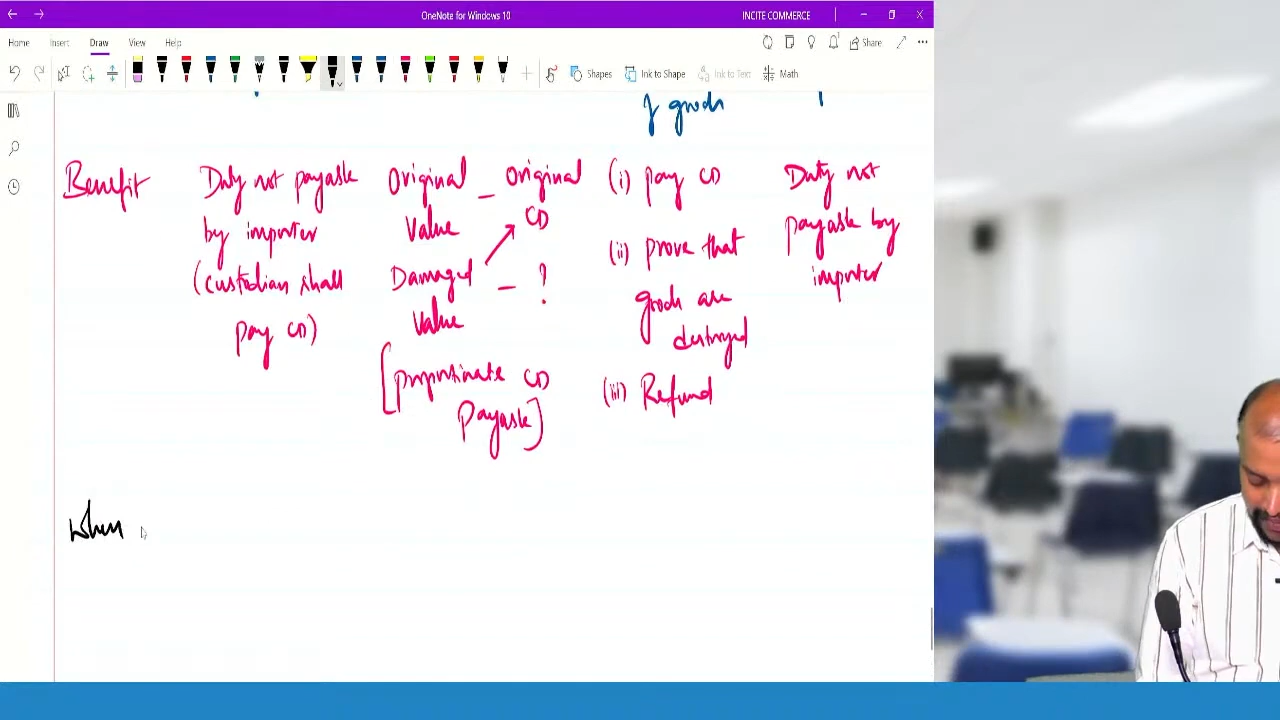 OneNote for Windows 10
INCITE COMMERCE
Home Insert Draw View Help
Share
Shapes
Ink to Shape
Ink to Text
Math
of goods
Benefit
Duty not payable
by importer
(custodian shall
pay CD)
Original Value - Original CD
Damaged Value - ?
[proportinate CD
Payable]
(i) pay CD
(ii) prove that
goods are
destroyed
(iii) Refund
Duty not
payable by
importer
When